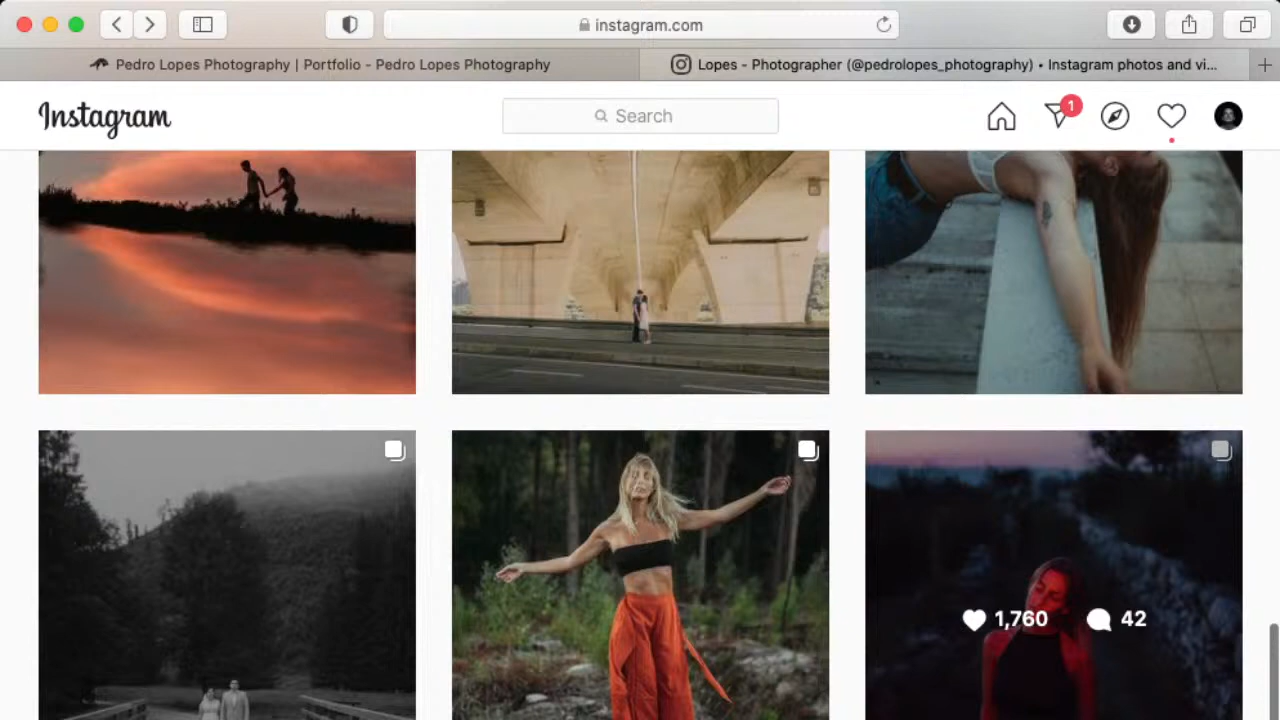 instagram.com
Pedro Lopes Photography | Portfolio - Pedro Lopes Photography
Lopes - Photographer (@pedrolopes_photography) • Instagram photos and vi...
Instagram
Search
1
1,760
42